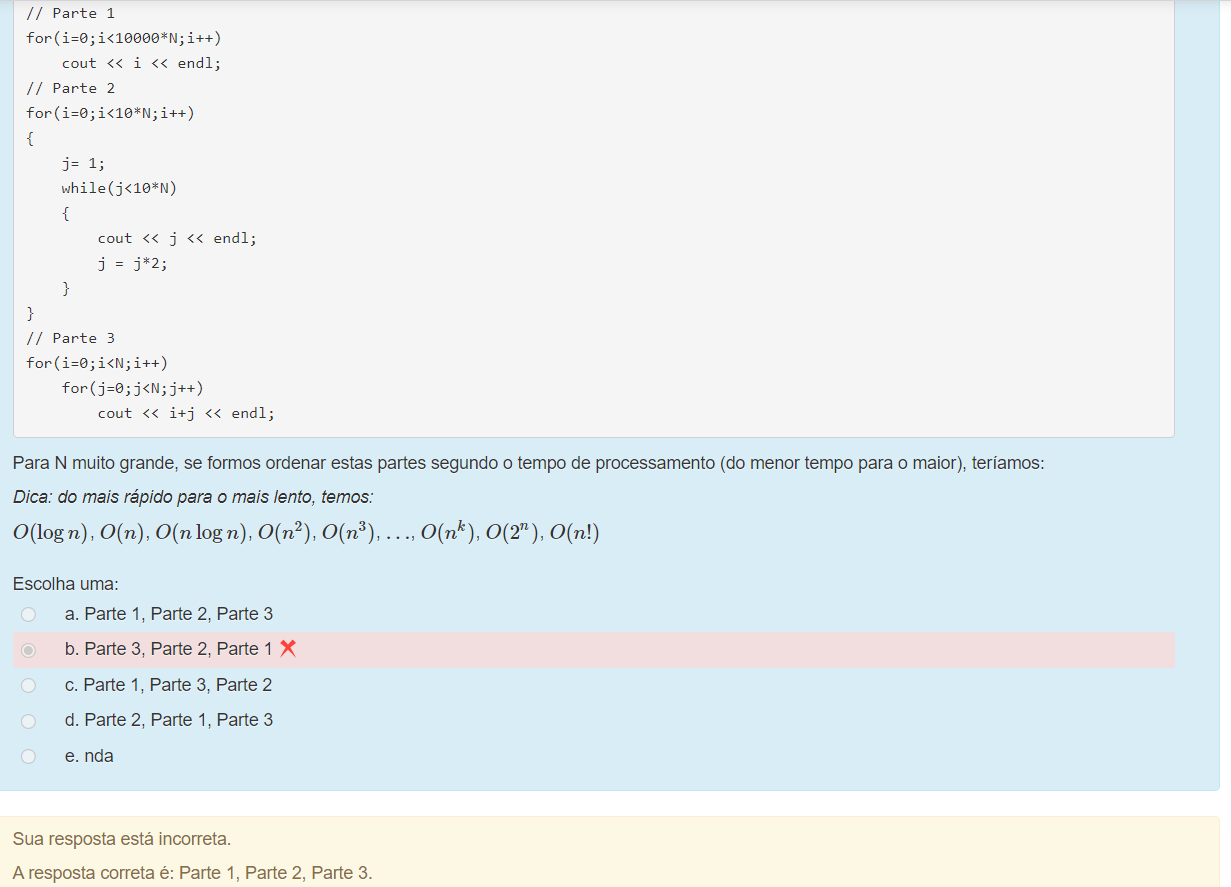 // Parte 1
for(i=0;i<10000*N;i++)
    cout << i << endl;
// Parte 2
for(i=0;i<10*N;i++)
{
    j= 1;
    while(j<10*N)
    {
        cout << j << endl;
        j = j*2;
    }
}
// Parte 3
for(i=0;i<N;i++)
    for(j=0;j<N;j++)
        cout << i+j << endl;
Para N muito grande, se formos ordenar estas partes segundo o tempo de processamento (do menor tempo para o maior), teríamos:
Dica: do mais rápido para o mais lento, temos:
O(log n), O(n), O(n log n), O(n²), O(n³), . . ., O(nᵏ), O(2ⁿ), O(n!)
Escolha uma:
a. Parte 1, Parte 2, Parte 3
b. Parte 3, Parte 2, Parte 1
c. Parte 1, Parte 3, Parte 2
d. Parte 2, Parte 1, Parte 3
e. nda
Sua resposta está incorreta.
A resposta correta é: Parte 1, Parte 2, Parte 3.